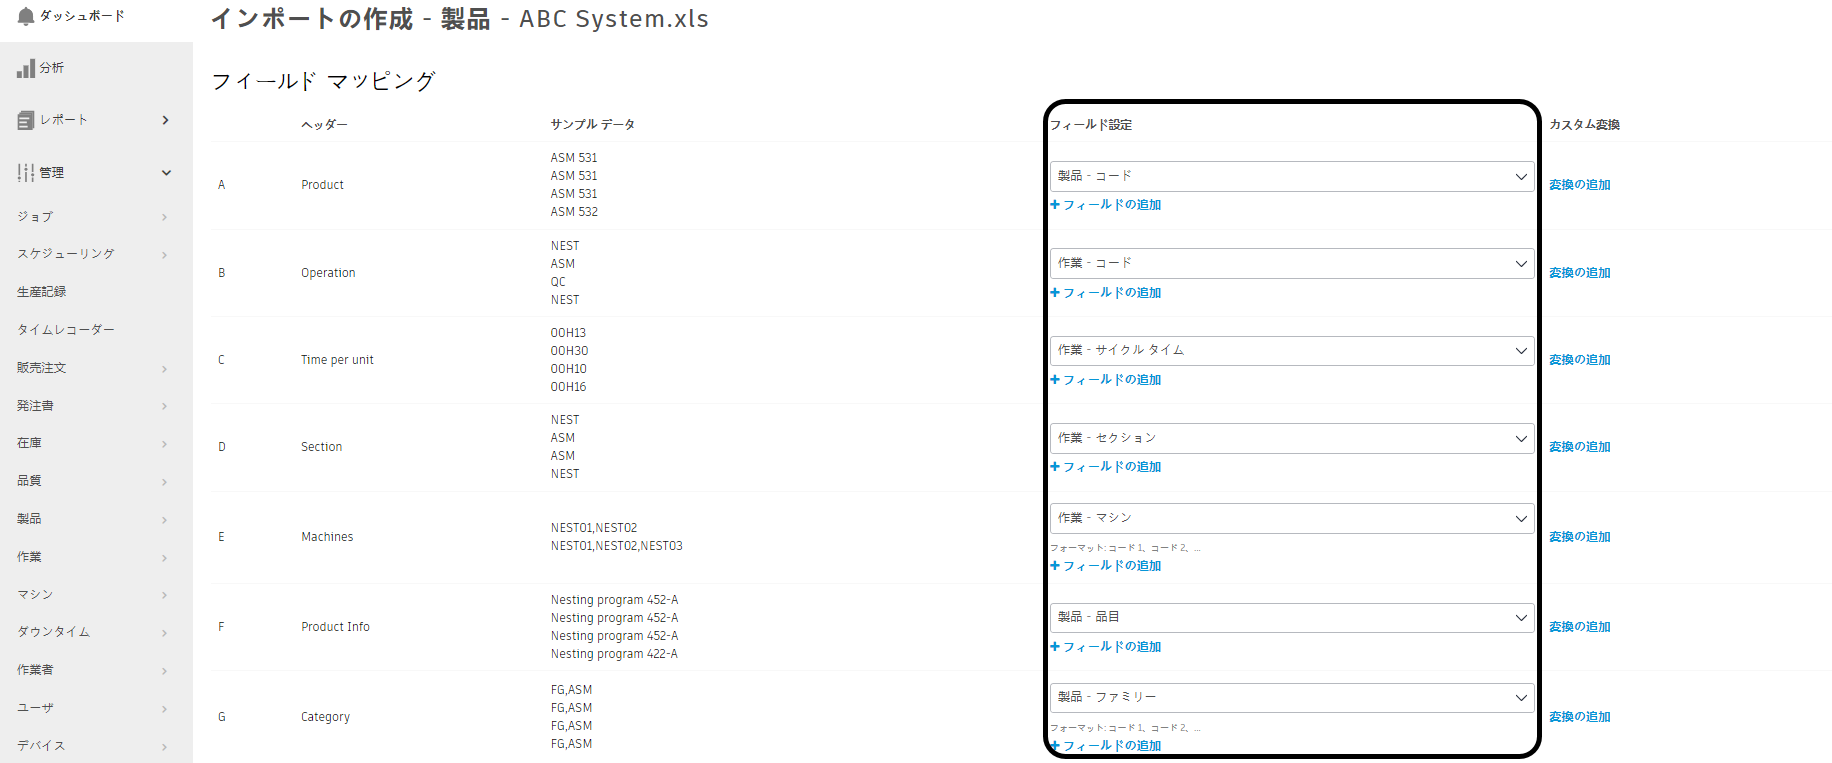 ダッシュボード
分析
レポート
管理
ジョブ
スケジューリング
生産記録
タイムレコーダー
販売注文
発注書
在庫
品質
製品
作業
マシン
ダウンタイム
作業者
ユーザ
デバイス
インポートの作成 - 製品 - ABC System.xls
フィールド マッピング
ヘッダー サンプル データ フィールド設定 カスタム変換
A Product
ASM 531
ASM 531
ASM 531
ASM 532
製品 - コード
+ フィールドの追加
変換の追加
B Operation
NEST
ASM
QC
NEST
作業 - コード
+ フィールドの追加
変換の追加
C Time per unit
00H13
00H30
00H10
00H16
作業 - サイクル タイム
+ フィールドの追加
変換の追加
D Section
NEST
ASM
ASM
NEST
作業 - セクション
+ フィールドの追加
変換の追加
E Machines
NEST01,NEST02
NEST01,NEST02,NEST03
作業 - マシン
フォーマット: コード 1、コード 2、...
+ フィールドの追加
変換の追加
F Product Info
Nesting program 452-A
Nesting program 452-A
Nesting program 452-A
Nesting program 422-A
製品 - 品目
+ フィールドの追加
変換の追加
G Category
FG,ASM
FG,ASM
FG,ASM
FG,ASM
製品 - ファミリー
フォーマット: コード 1、コード 2、...
+ フィールドの追加
変換の追加